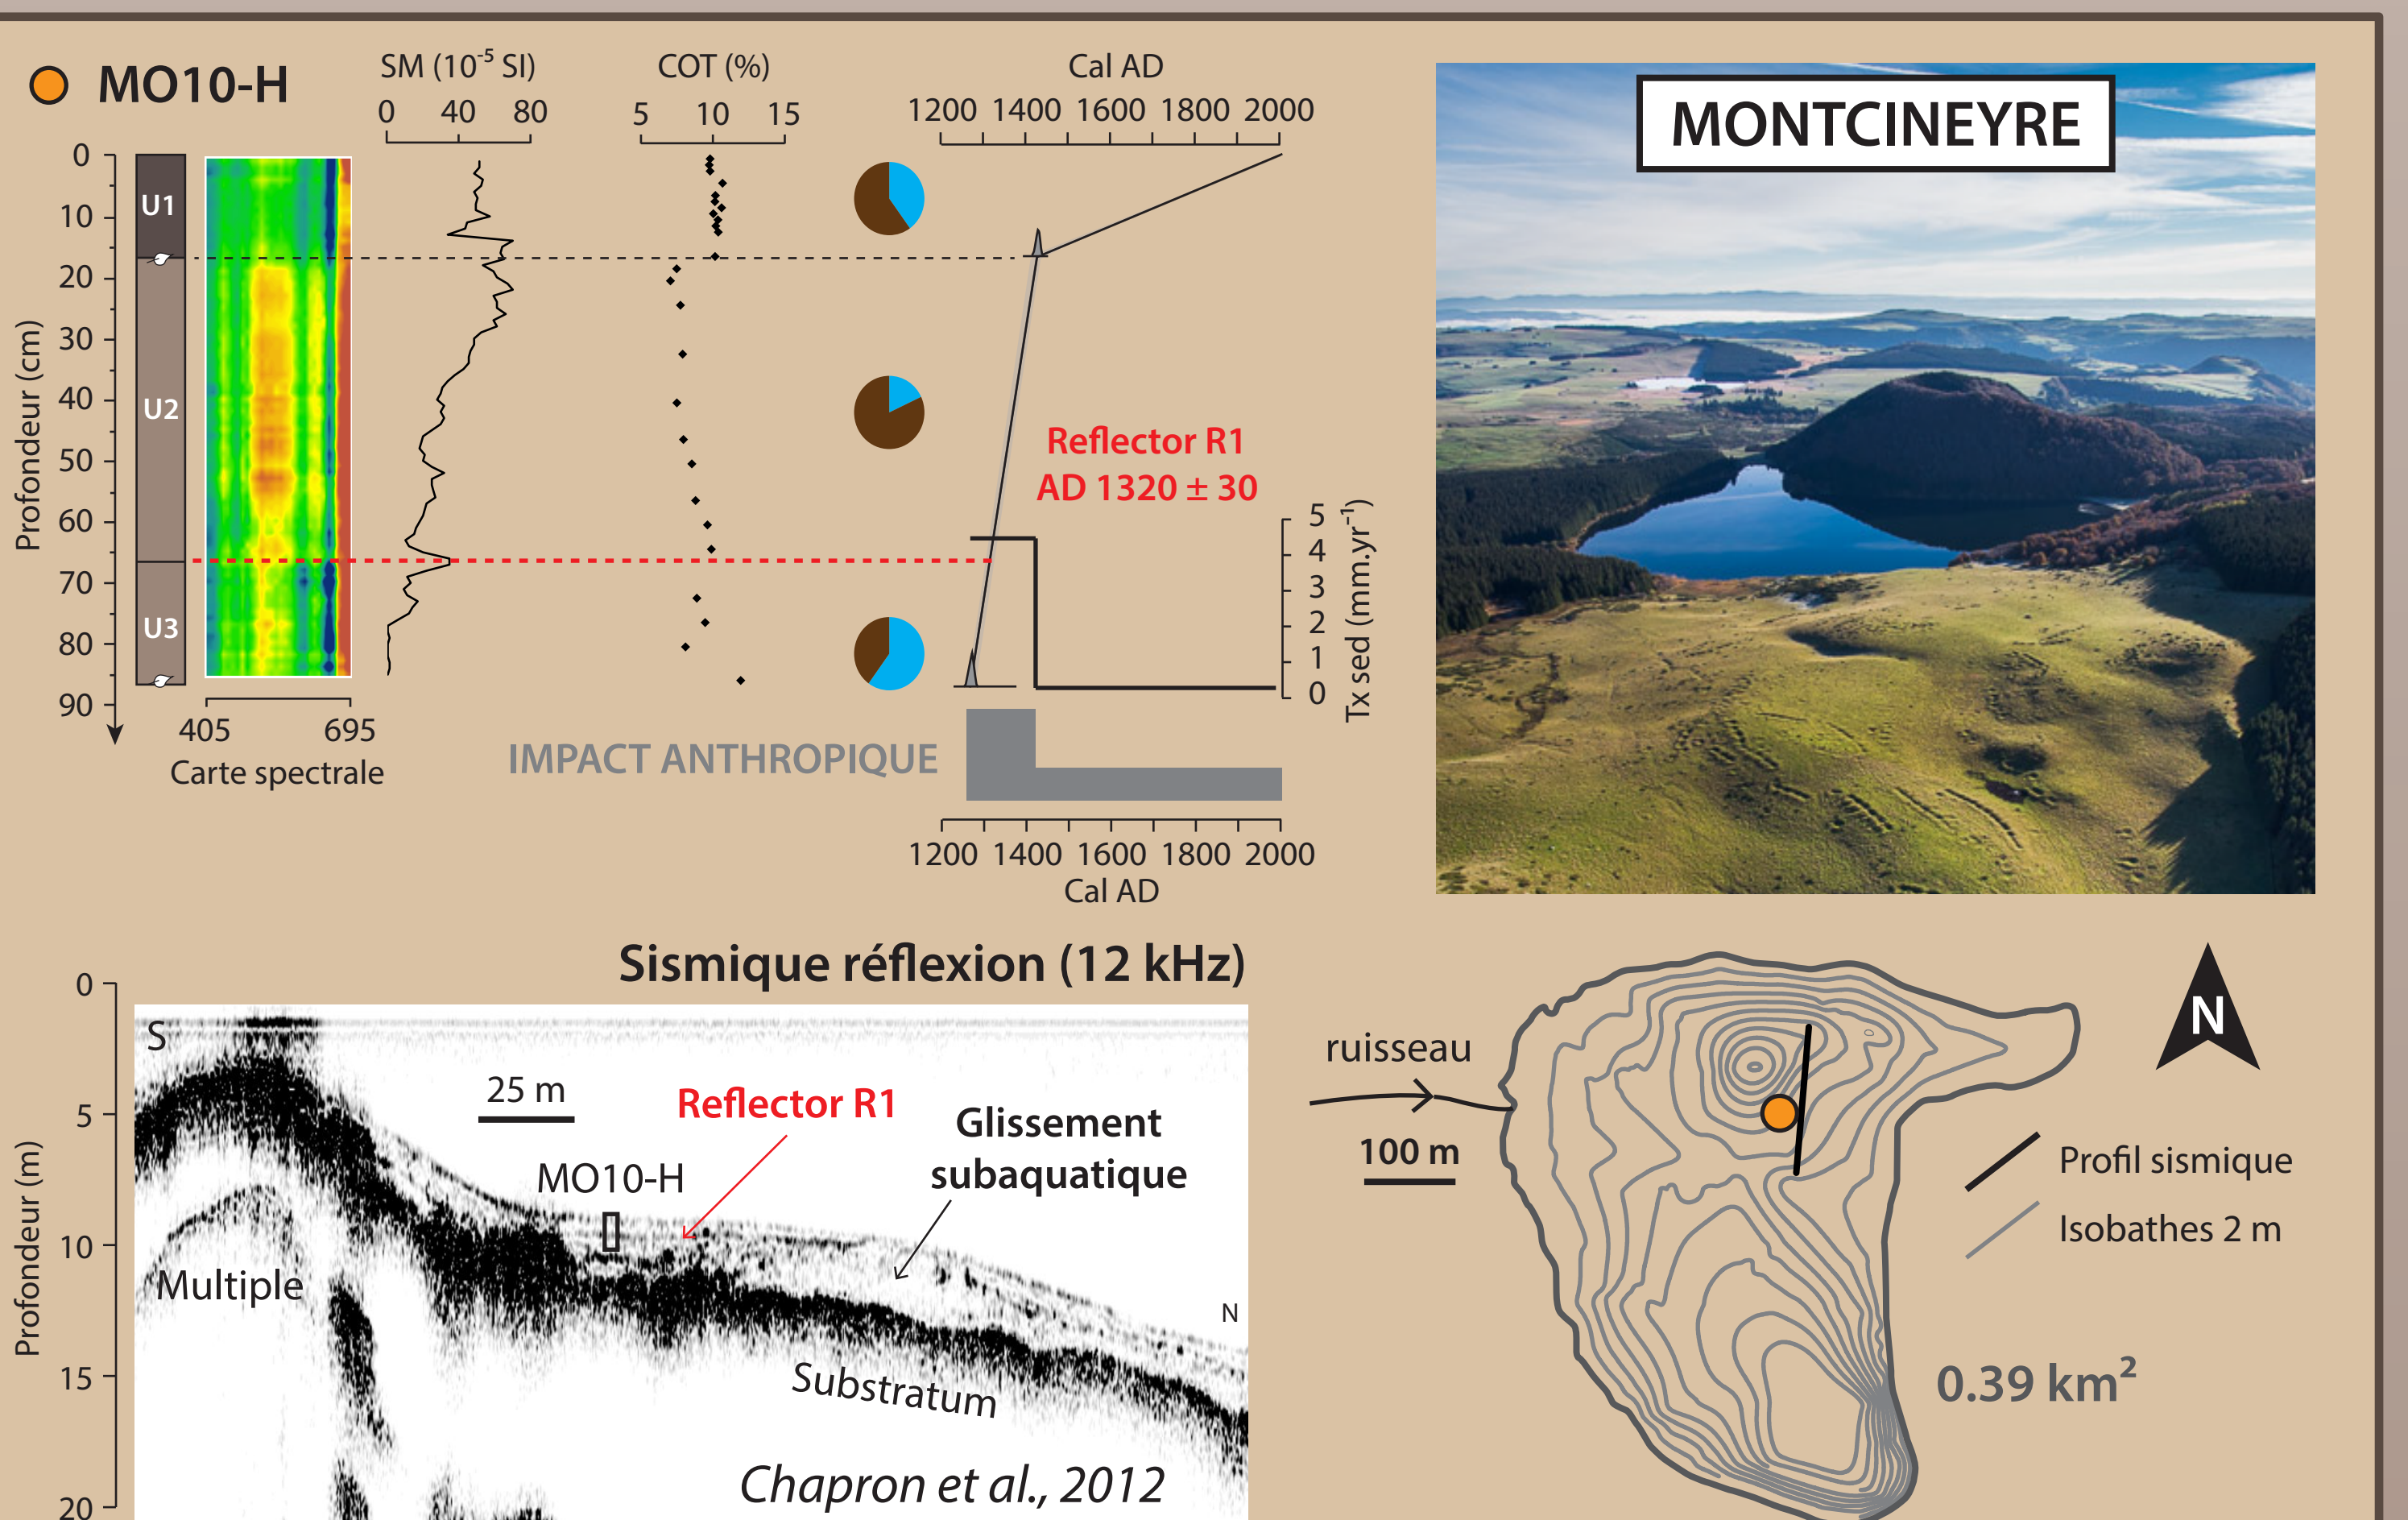 MO10-H
SM (10⁻⁵ SI)
0 40 80
COT (%)
5 10 15
Cal AD
1200 1400 1600 1800 2000
MONTCINEYRE
Profondeur (cm)
0
10
20
30
40
50
60
70
80
90
U1
U2
U3
405 695
Carte spectrale
Reflector R1
AD 1320 ± 30
5
4
3
2
1
0
Tx sed (mm.yr⁻¹)
IMPACT ANTHROPIQUE
1200 1400 1600 1800 2000
Cal AD
Sismique réflexion (12 kHz)
Profondeur (m)
0
5
10
15
20
S
25 m
Reflector R1
MO10-H
Glissement
subaquatique
Multiple
N
Substratum
Chapron et al., 2012
ruisseau
100 m
N
Profil sismique
Isobathes 2 m
0.39 km²